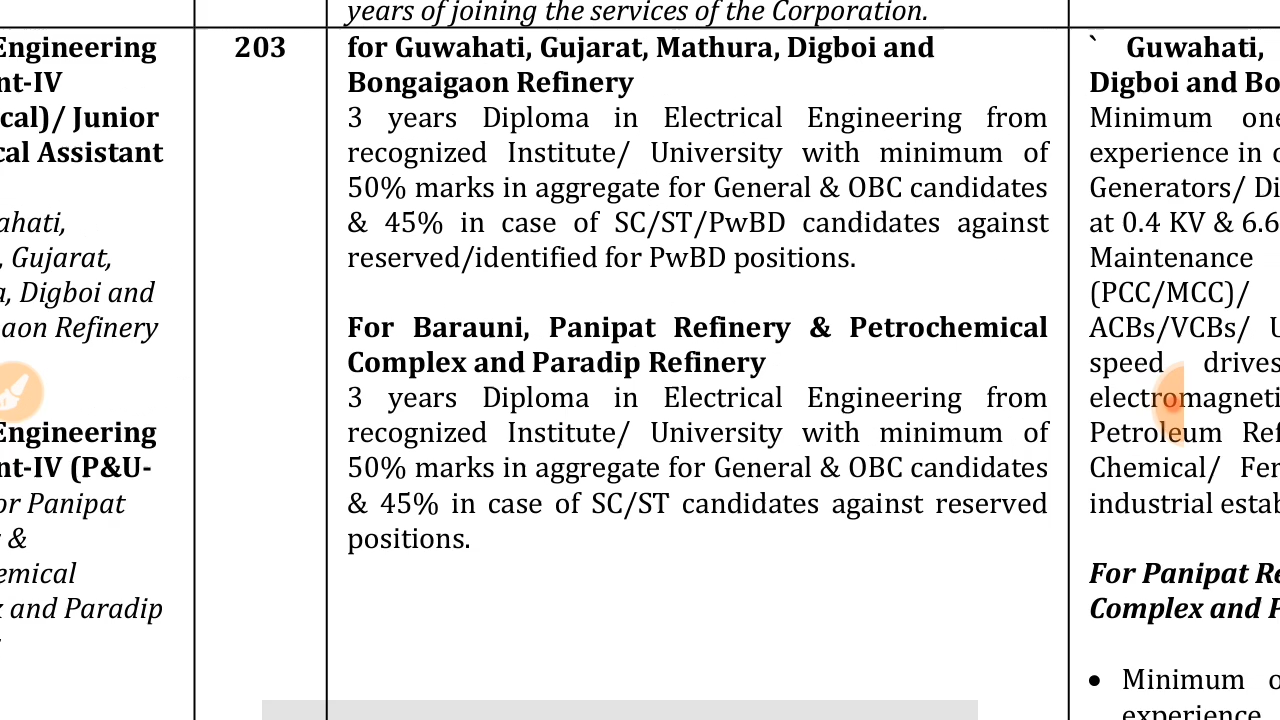 years of joining the services of the Corporation.
Engineering
nt-IV
cal)/ Junior
cal Assistant
ahati,
, Gujarat,
a, Digboi and
aon Refinery
Engineering
nt-IV (P&U-
or Panipat
&
emical
x and Paradip
203
for Guwahati, Gujarat, Mathura, Digboi and
Bongaigaon Refinery
3 years Diploma in Electrical Engineering from
recognized Institute/ University with minimum of
50% marks in aggregate for General & OBC candidates
& 45% in case of SC/ST/PwBD candidates against
reserved/identified for PwBD positions.
For Barauni, Panipat Refinery & Petrochemical
Complex and Paradip Refinery
3 years Diploma in Electrical Engineering from
recognized Institute/ University with minimum of
50% marks in aggregate for General & OBC candidates
& 45% in case of SC/ST candidates against reserved
positions.
` Guwahati,
Digboi and Bo
Minimum one
experience in
Generators/ Di
at 0.4 KV & 6.6
Maintenance
(PCC/MCC)/
ACBs/VCBs/ U
speed drives
electromagneti
Petroleum Ref
Chemical/ Fer
industrial estab
For Panipat Re
Complex and P
• Minimum o
experience